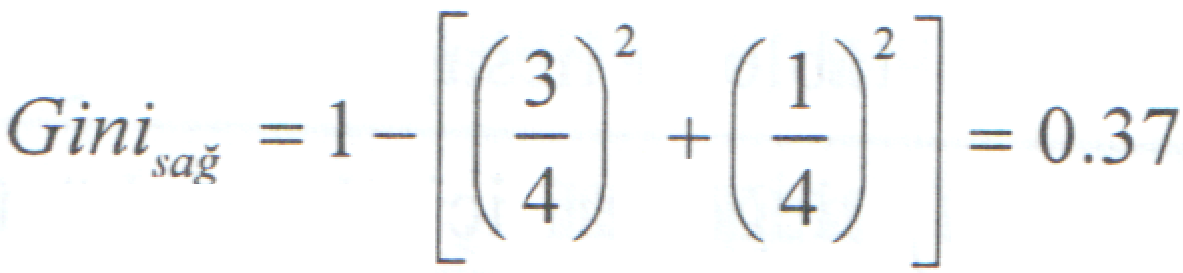 Gini_sağ = 1 − [ (3/4)^2 + (1/4)^2 ] = 0.37